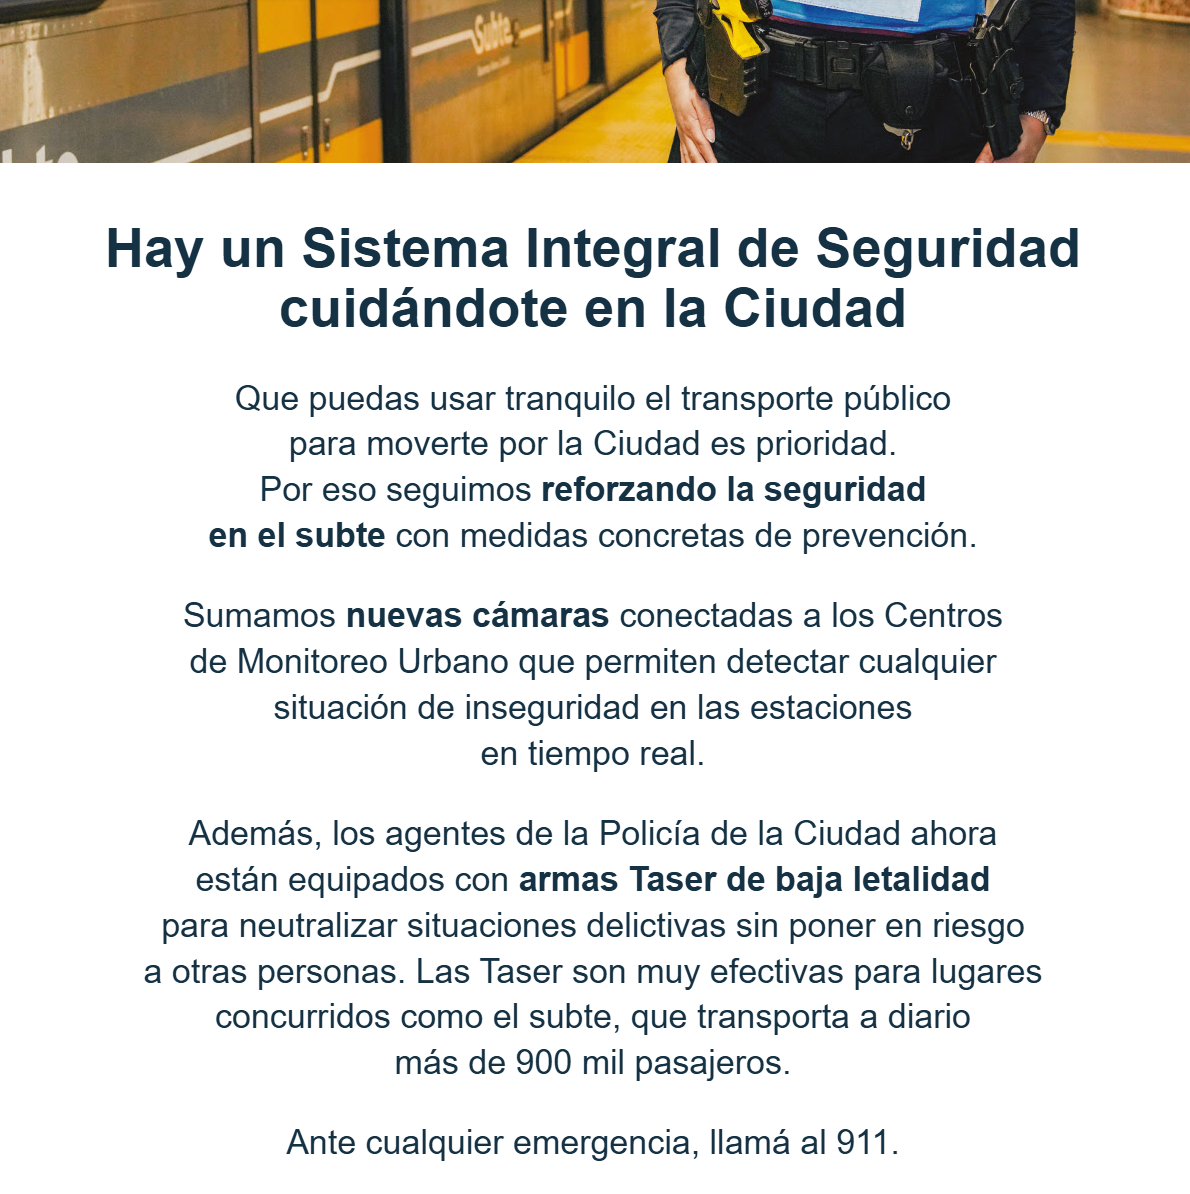 Subte
Hay un Sistema Integral de Seguridad
cuidándote en la Ciudad
Que puedas usar tranquilo el transporte público
para moverte por la Ciudad es prioridad.
Por eso seguimos reforzando la seguridad
en el subte con medidas concretas de prevención.
Sumamos nuevas cámaras conectadas a los Centros
de Monitoreo Urbano que permiten detectar cualquier
situación de inseguridad en las estaciones
en tiempo real.
Además, los agentes de la Policía de la Ciudad ahora
están equipados con armas Taser de baja letalidad
para neutralizar situaciones delictivas sin poner en riesgo
a otras personas. Las Taser son muy efectivas para lugares
concurridos como el subte, que transporta a diario
más de 900 mil pasajeros.
Ante cualquier emergencia, llamá al 911.